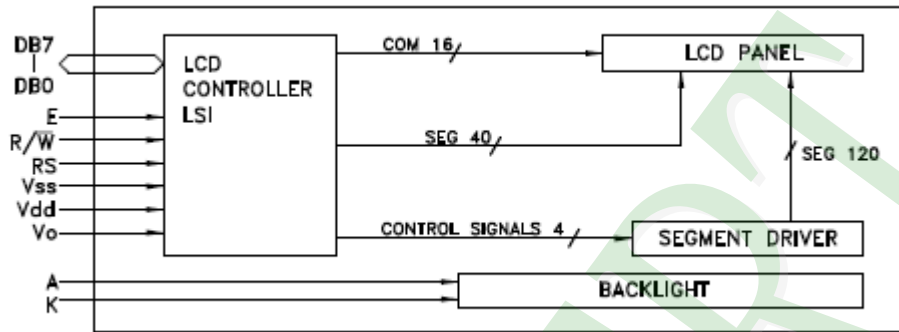 DB7
DB0
E
R/W̅
RS
Vss
Vdd
Vo
A
K
LCD
CONTROLLER
LSI
COM 16
SEG 40
CONTROL SIGNALS 4
LCD PANEL
SEG 120
SEGMENT DRIVER
BACKLIGHT